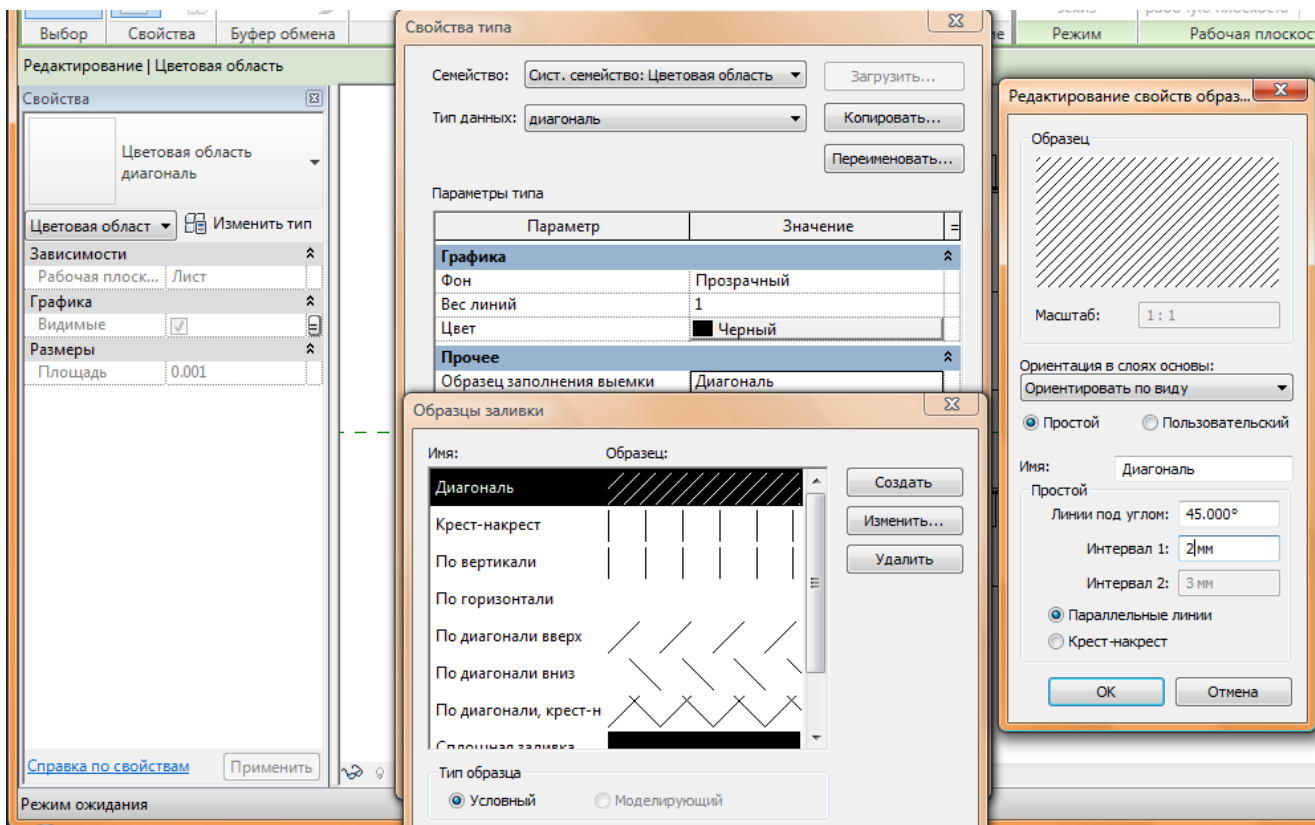 Выбор Свойства Буфер обмена
Режим Рабочая плоскос
Редактирование | Цветовая область
Свойства
Цветовая область
диагональ
Цветовая област Изменить тип
Зависимости
Рабочая плоск... Лист
Графика
Видимые
Размеры
Площадь 0.001
Справка по свойствам Применить
Режим ожидания
Свойства типа
Семейство: Сист. семейство: Цветовая область Загрузить...
Тип данных: диагональ Копировать...
Переименовать...
Параметры типа
Параметр Значение =
Графика
Фон Прозрачный
Вес линий 1
Цвет Черный
Прочее
Образец заполнения выемки Диагональ
Образцы заливки
Имя: Образец:
Диагональ Создать
Крест-накрест Изменить...
По вертикали Удалить
По горизонтали
По диагонали вверх
По диагонали вниз
По диагонали, крест-н
Сплошная заливка
Тип образца
Условный Моделирующий
Редактирование свойств образ...
Образец
Масштаб: 1 : 1
Ориентация в слоях основы:
Ориентировать по виду
Простой Пользовательский
Имя: Диагональ
Простой
Линии под углом: 45.000°
Интервал 1: 2мм
Интервал 2: 3 мм
Параллельные линии
Крест-накрест
ОК Отмена